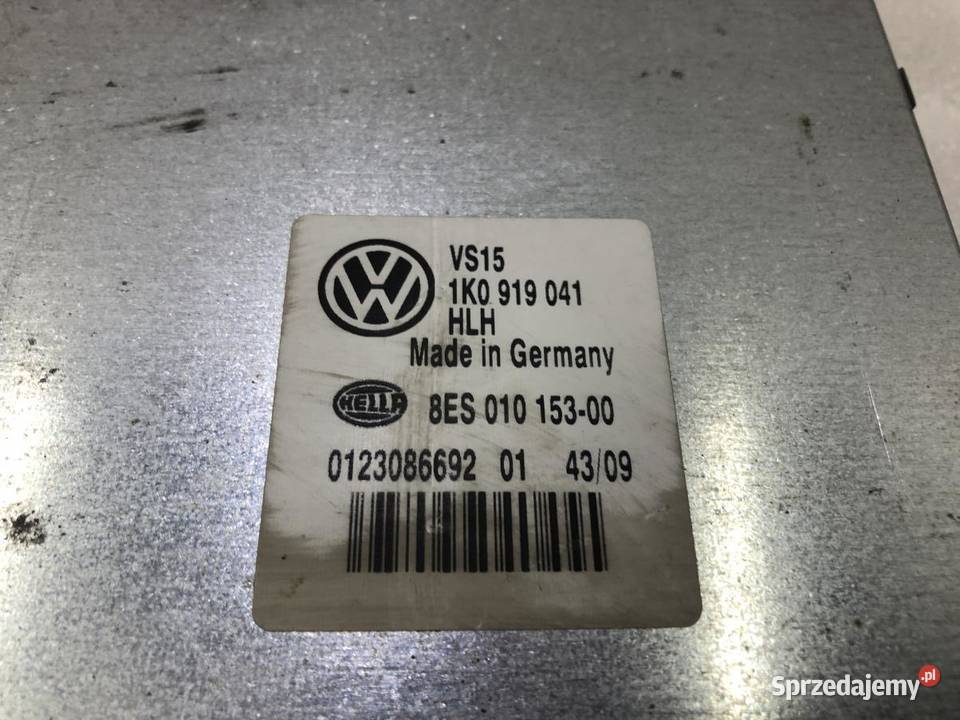 VS15
1K0 919 041
HLH
Made in Germany
HELLA 8ES 010 153-00
0123086692 01 43/09
Sprzedajemy.pl